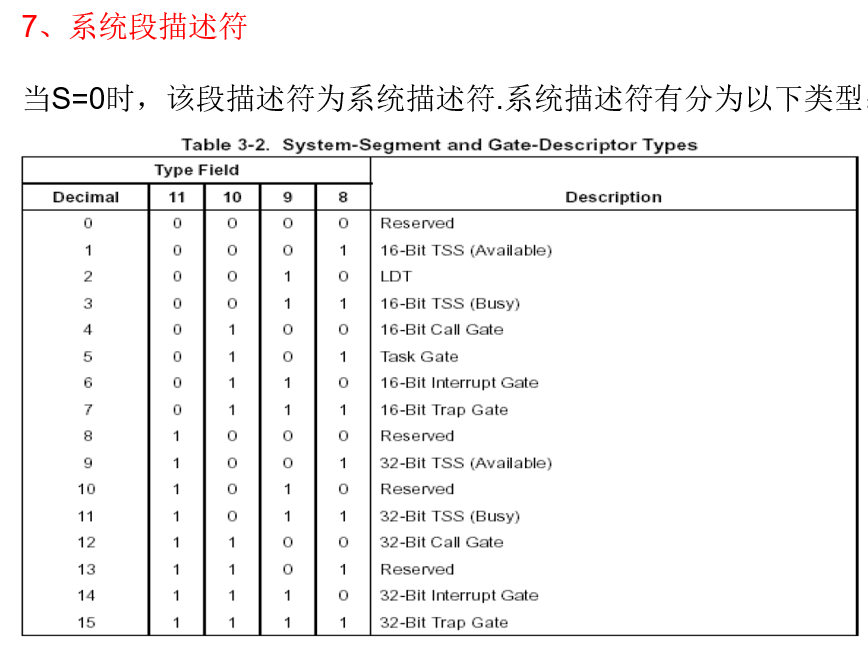 7、系统段描述符
当S=0时，该段描述符为系统描述符.系统描述符有分为以下类型
Table 3-2. System-Segment and Gate-Descriptor Types
Type Field
Decimal 11 10 9 8 Description
0 0 0 0 0 Reserved
1 0 0 0 1 16-Bit TSS (Available)
2 0 0 1 0 LDT
3 0 0 1 1 16-Bit TSS (Busy)
4 0 1 0 0 16-Bit Call Gate
5 0 1 0 1 Task Gate
6 0 1 1 0 16-Bit Interrupt Gate
7 0 1 1 1 16-Bit Trap Gate
8 1 0 0 0 Reserved
9 1 0 0 1 32-Bit TSS (Available)
10 1 0 1 0 Reserved
11 1 0 1 1 32-Bit TSS (Busy)
12 1 1 0 0 32-Bit Call Gate
13 1 1 0 1 Reserved
14 1 1 1 0 32-Bit Interrupt Gate
15 1 1 1 1 32-Bit Trap Gate